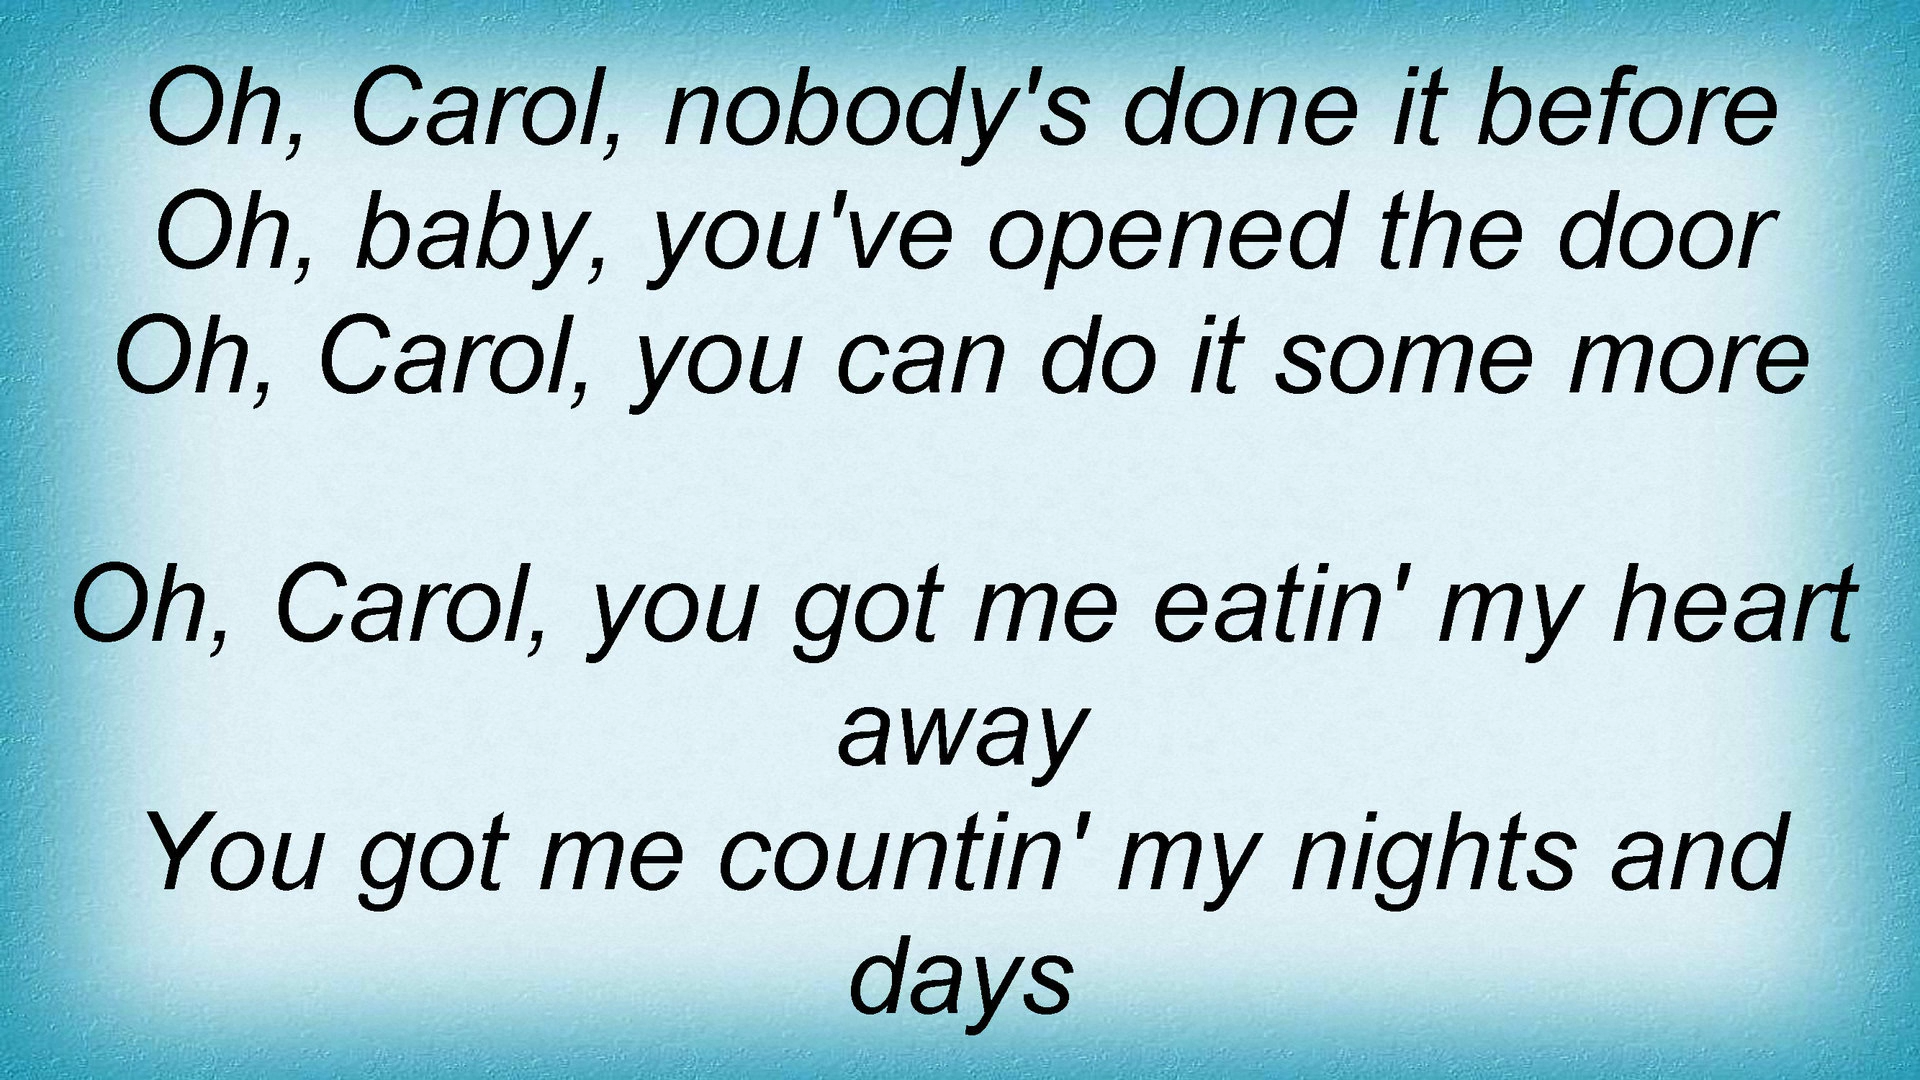 Oh, Carol, nobody's done it before
Oh, baby, you've opened the door
Oh, Carol, you can do it some more
Oh, Carol, you got me eatin' my heart
away
You got me countin' my nights and
days